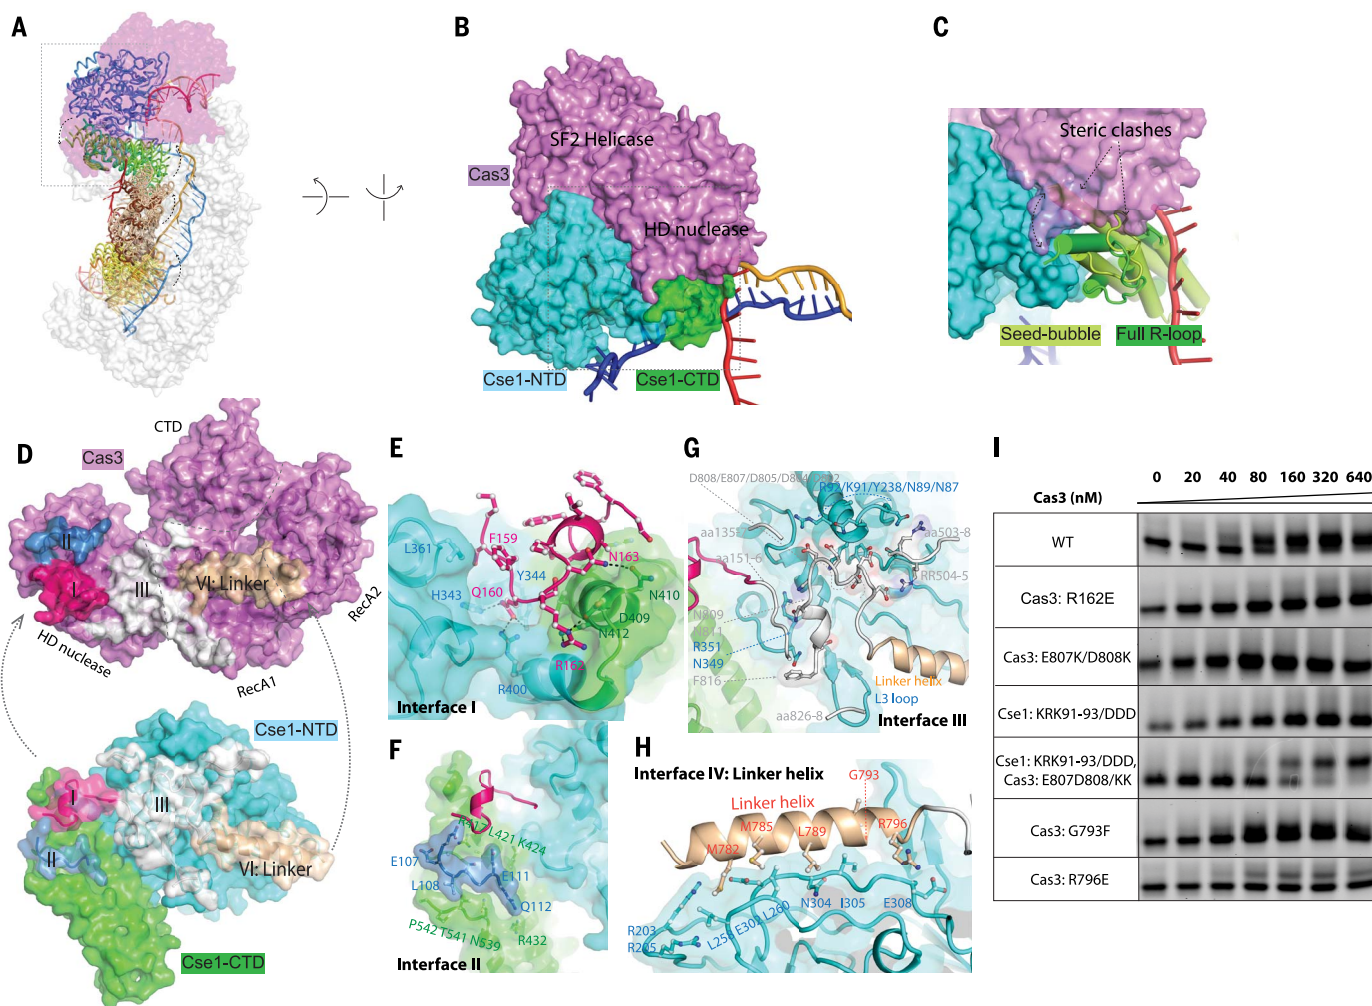 A
B
SF2 Helicase
Cas3
HD nuclease
Cse1-NTD
Cse1-CTD
C
Steric clashes
Seed-bubble
Full R-loop
D
CTD
Cas3
II
I
III
VI: Linker
HD nuclease
RecA1
RecA2
Cse1-NTD
I
II
III
VI: Linker
Cse1-CTD
E
L361
F159
Y344
N163
H343
Q160
N410
D409
N412
R162
R400
Interface I
F
L421 K424
E107
L108
E111
Q112
P542 T541 N539
R432
Interface II
G
D808/E807/D805/
R92/K91/Y238/N89/N87
aa135
aa503-8
aa151-6
RR504-5
N809
N811
R351
N349
F816
Linker helix
L3 loop
aa826-8
Interface III
H
Interface IV: Linker helix
G793
Linker helix
M785
L789
R796
M782
N304
I305
E308
R203
R205
L258 E302 L260
I
Cas3 (nM)
0 20 40 80 160 320 640
WT
Cas3: R162E
Cas3: E807K/D808K
Cse1: KRK91-93/DDD
Cse1: KRK91-93/DDD,
Cas3: E807D808/KK
Cas3: G793F
Cas3: R796E